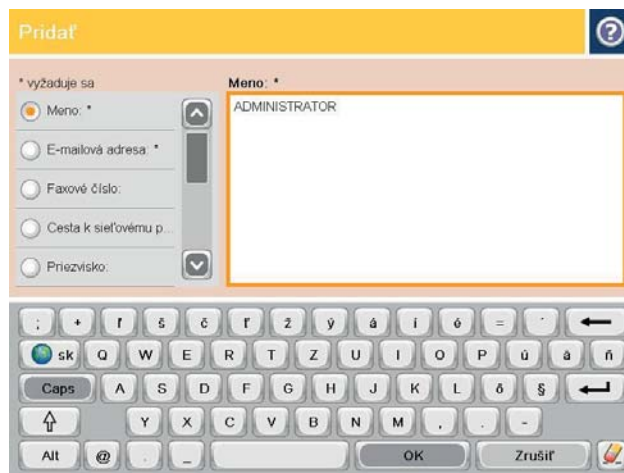 Pridať
?
* vyžaduje sa
Meno: *
E-mailová adresa: *
Faxové číslo:
Cesta k sieťovému p...
Priezvisko:
Meno: *
ADMINISTRATOR
; + š č ž ý á í é = ´
sk Q W E R T Z U I O P ú ä ň
Caps A S D F G H J K L ô §
Y X C V B N M , . -
Alt @ . _ OK Zrušiť